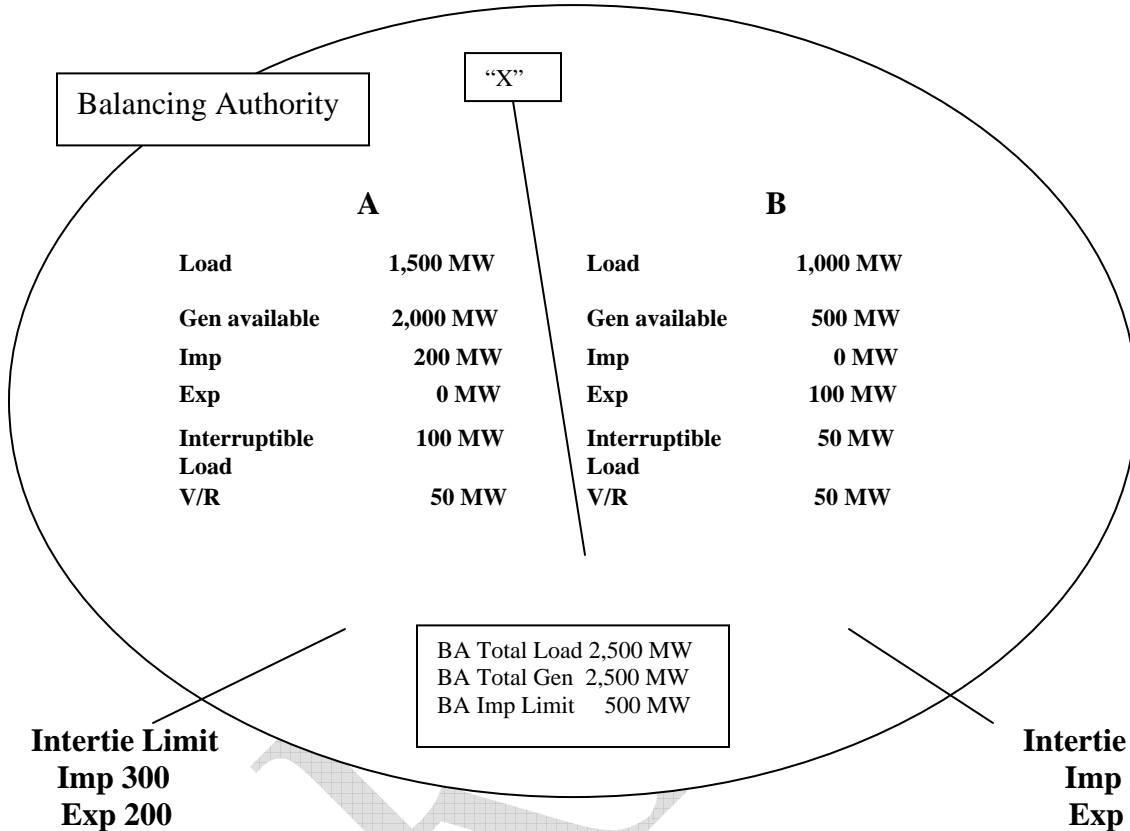 “X”
Balancing Authority
A
Load 1,500 MW
Gen available 2,000 MW
Imp 200 MW
Exp 0 MW
Interruptible 100 MW
Load
V/R 50 MW
B
Load 1,000 MW
Gen available 500 MW
Imp 0 MW
Exp 100 MW
Interruptible 50 MW
Load
V/R 50 MW
BA Total Load 2,500 MW
BA Total Gen 2,500 MW
BA Imp Limit 500 MW
Intertie Limit
Imp 300
Exp 200
Intertie
Imp
Exp